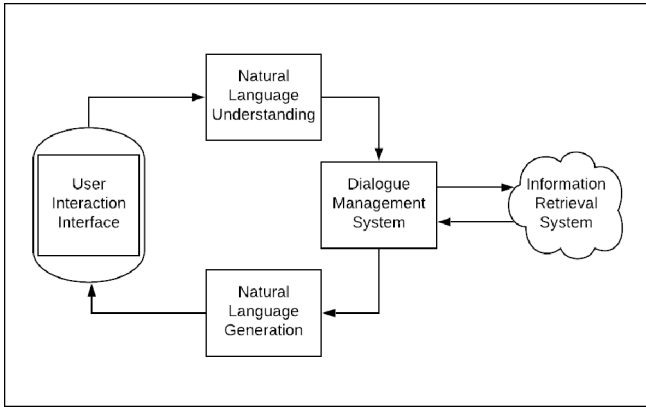 Natural
Language
Understanding
User
Interaction
Interface
Dialogue
Management
System
Information
Retrieval
System
Natural
Language
Generation